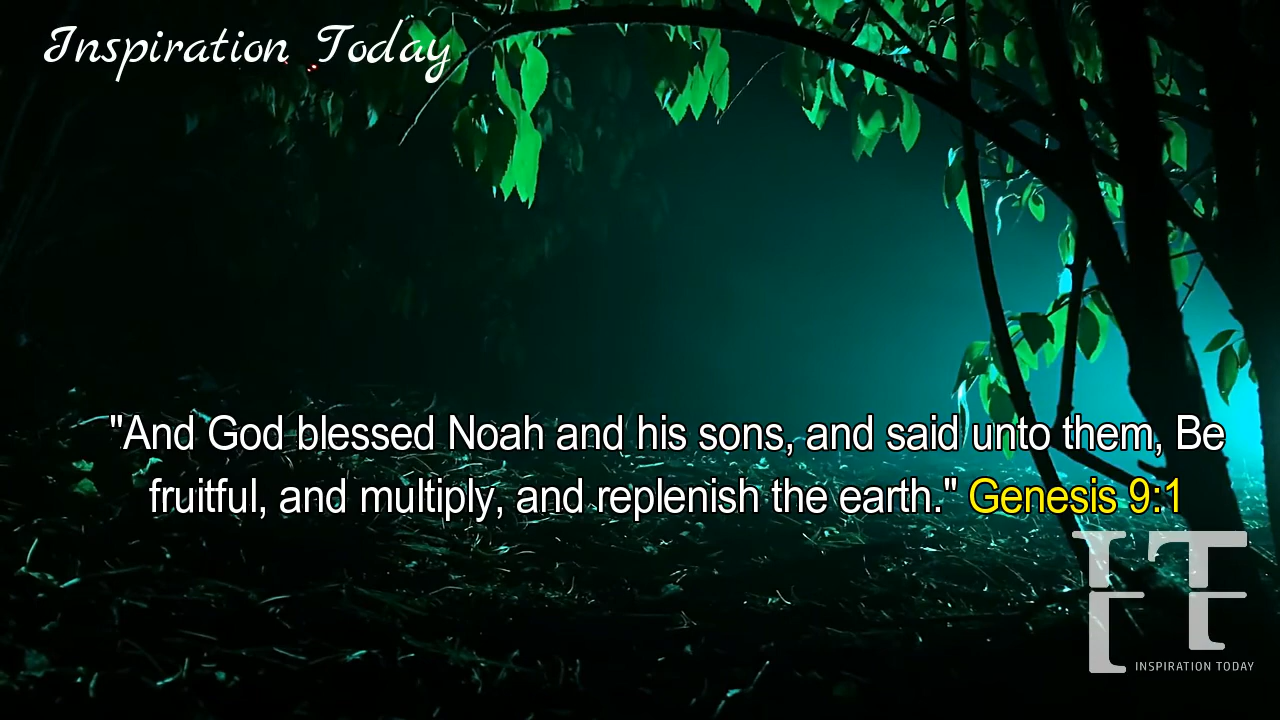 Inspiration Today
"And God blessed Noah and his sons, and said unto them, Be
fruitful, and multiply, and replenish the earth." Genesis 9:1
IT
INSPIRATION TODAY